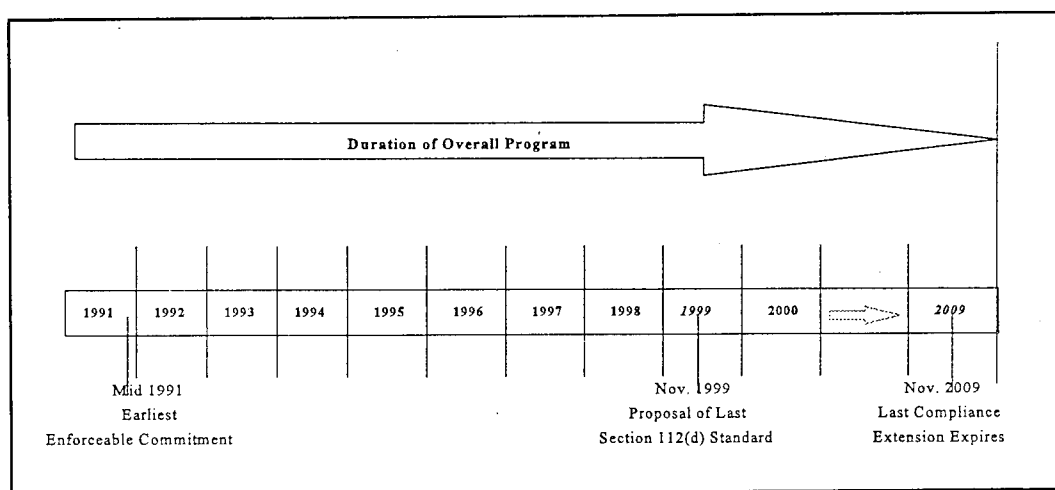 Duration of Overall Program
1991 1992 1993 1994 1995 1996 1997 1998 1999 2000 2009
Mid 1991
Earliest
Enforceable Commitment
Nov. 1999
Proposal of Last
Section 112(d) Standard
Nov. 2009
Last Compliance
Extension Expires